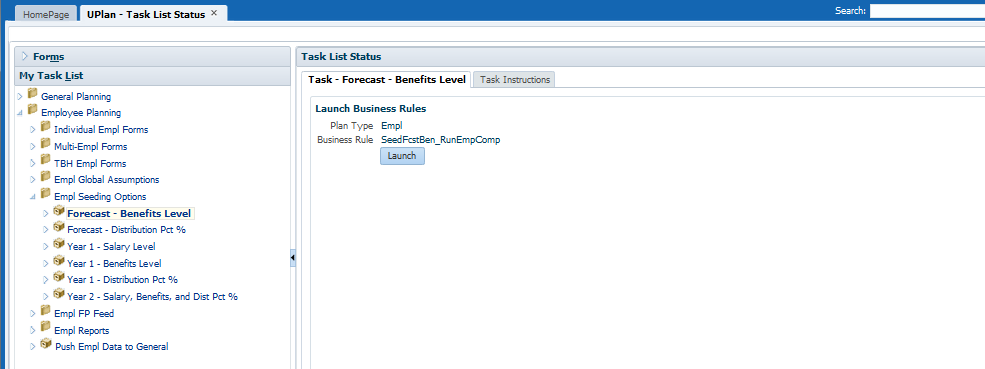 HomePage
UPlan - Task List Status ×
Search:
Forms
My Task List
General Planning
Employee Planning
Individual Empl Forms
Multi-Empl Forms
TBH Empl Forms
Empl Global Assumptions
Empl Seeding Options
Forecast - Benefits Level
Forecast - Distribution Pct %
Year 1 - Salary Level
Year 1 - Benefits Level
Year 1 - Distribution Pct %
Year 2 - Salary, Benefits, and Dist Pct %
Empl FP Feed
Empl Reports
Push Empl Data to General
Task List Status
Task - Forecast - Benefits Level
Task Instructions
Launch Business Rules
Plan Type Empl
Business Rule SeedFcstBen_RunEmpComp
Launch